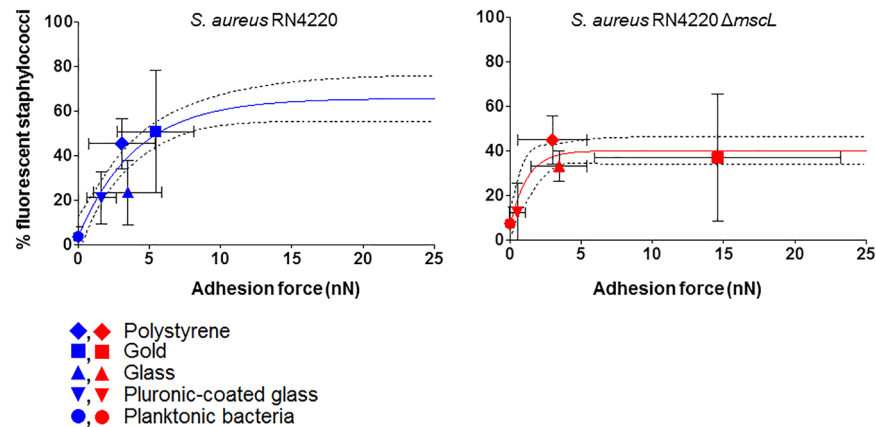 S. aureus RN4220
% fluorescent staphylococci
100
80
60
40
20
0
0 5 10 15 20 25
Adhesion force (nN)
S. aureus RN4220 ΔmscL
100
80
60
40
20
0
0 5 10 15 20 25
Adhesion force (nN)
, Polystyrene
, Gold
, Glass
, Pluronic-coated glass
, Planktonic bacteria